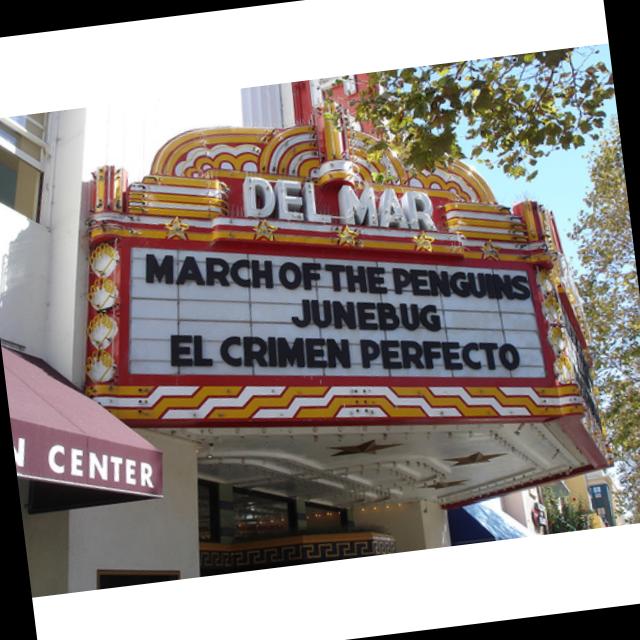 DEL MAR
MARCH OF THE PENGUINS
JUNEBUG
EL CRIMEN PERFECTO
CENTER